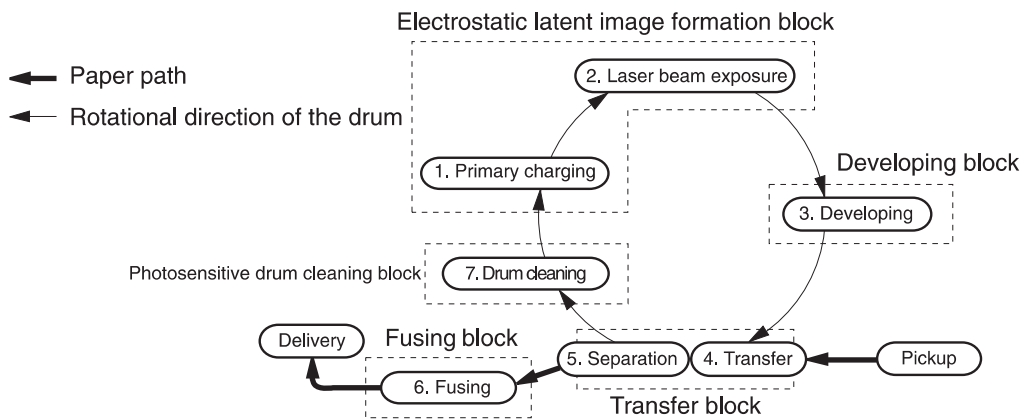 Electrostatic latent image formation block
Paper path
2. Laser beam exposure
Rotational direction of the drum
1. Primary charging
Developing block
3. Developing
Photosensitive drum cleaning block
7. Drum cleaning
Delivery
Fusing block
5. Separation
4. Transfer
Pickup
6. Fusing
Transfer block